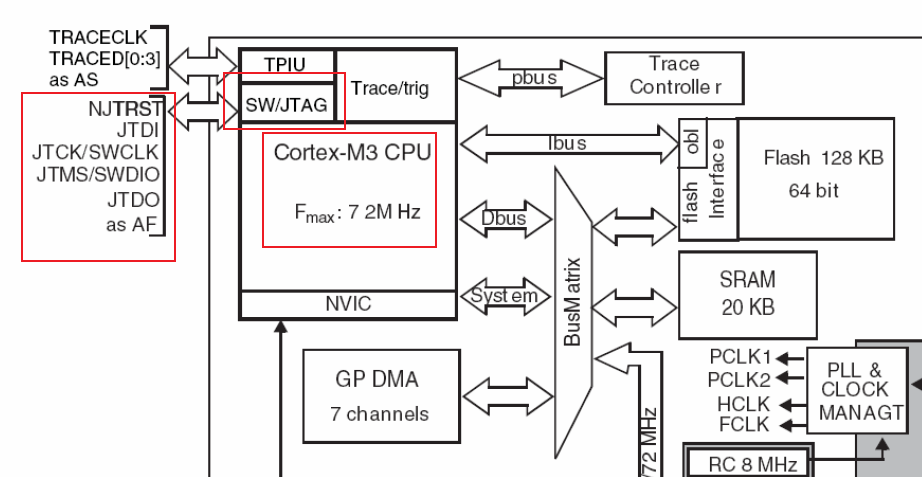 TRACECLK
TRACED[0:3]
as AS
NJTRST
JTDI
JTCK/SWCLK
JTMS/SWDIO
JTDO
as AF
TPIU
SW/JTAG
Trace/trig
Cortex-M3 CPU
Fmax: 7 2M Hz
NVIC
GP DMA
7 channels
pbus
Ibus
Dbus
System
BusM atrix
Trace
Controlle r
obl
flash
Interface
Flash 128 KB
64 bit
SRAM
20 KB
PCLK1
PCLK2
HCLK
FCLK
PLL &
CLOCK
MANAGT
RC 8 MHz
/72 MHz